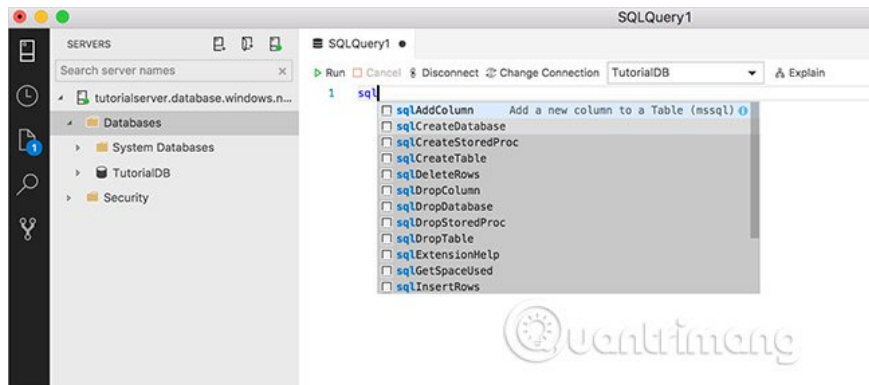 SQLQuery1
SERVERS
SQLQuery1
Search server names
Run Cancel Disconnect Change Connection TutorialDB Explain
tutorialserver.database.windows.n...
1 sql
Databases
sqlAddColumn Add a new column to a Table (mssql)
sqlCreateDatabase
System Databases
sqlCreateStoredProc
sqlCreateTable
TutorialDB
sqlDeleteRows
Security
sqlDropColumn
sqlDropDatabase
sqlDropStoredProc
sqlDropTable
sqlExtensionHelp
sqlGetSpaceUsed
sqlInsertRows
1
Quantrimang